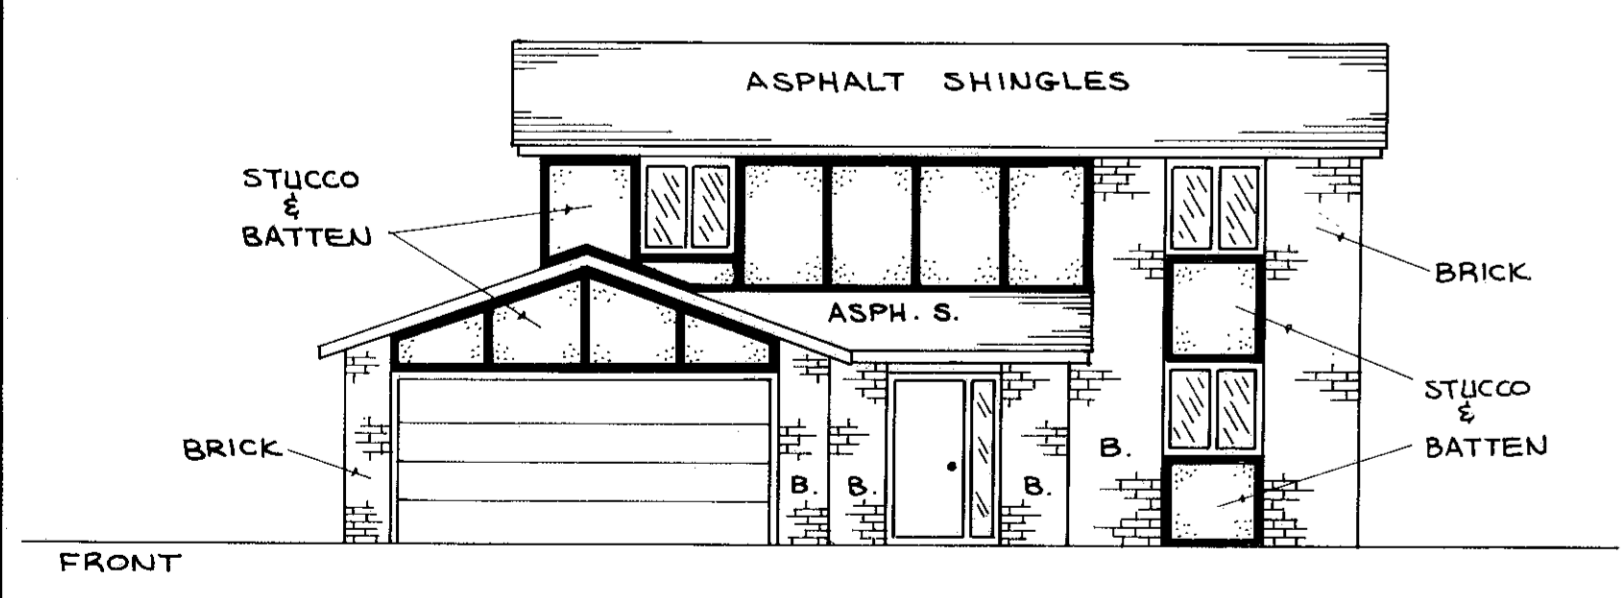 ASPHALT SHINGLES
STUCCO
&
BATTEN
BRICK
ASPH. S.
STUCCO
&
BATTEN
BRICK
B.
B.
B.
B.
FRONT